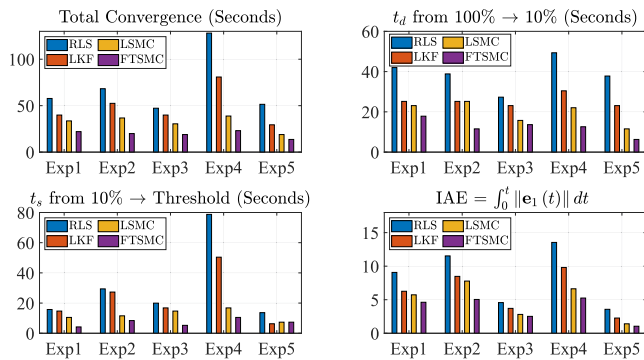 Total Convergence (Seconds)
RLS LSMC
LKF FTSMC
100
50
0
Exp1 Exp2 Exp3 Exp4 Exp5
t_d from 100% → 10% (Seconds)
60
RLS LSMC
LKF FTSMC
40
20
0
Exp1 Exp2 Exp3 Exp4 Exp5
t_s from 10% → Threshold (Seconds)
80
RLS LSMC
LKF FTSMC
60
40
20
0
Exp1 Exp2 Exp3 Exp4 Exp5
IAE = ∫₀ᵗ ‖e₁ (t)‖ dt
RLS LSMC
LKF FTSMC
15
10
5
0
Exp1 Exp2 Exp3 Exp4 Exp5